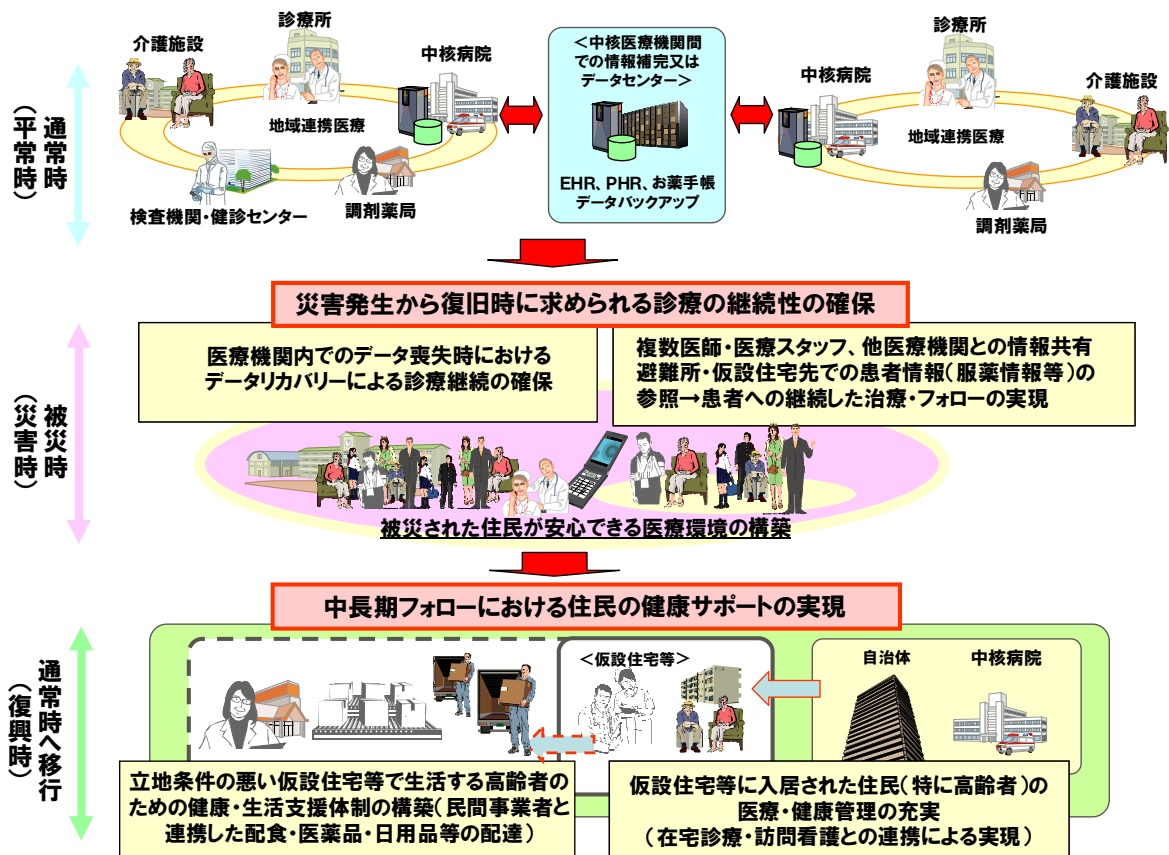 通常時
（平常時）
介護施設
診療所
中核病院
地域連携医療
検査機関・健診センター
調剤薬局
＜中核医療機関間
での情報補完又は
データセンター＞
EHR、PHR、お薬手帳
データバックアップ
診療所
中核病院
介護施設
地域連携医療
調剤薬局
災害発生から復旧時に求められる診療の継続性の確保
被災時
（災害時）
医療機関内でのデータ喪失時における
データリカバリーによる診療継続の確保
複数医師・医療スタッフ、他医療機関との情報共有
避難所・仮設住宅先での患者情報（服薬情報等）の
参照→患者への継続した治療・フォローの実現
被災された住民が安心できる医療環境の構築
中長期フォローにおける住民の健康サポートの実現
通常時へ移行
（復興時）
＜仮設住宅等＞
自治体
中核病院
立地条件の悪い仮設住宅等で生活する高齢者の
ための健康・生活支援体制の構築（民間事業者と
連携した配食・医薬品・日用品等の配達）
仮設住宅等に入居された住民（特に高齢者）の
医療・健康管理の充実
（在宅診療・訪問看護との連携による実現）